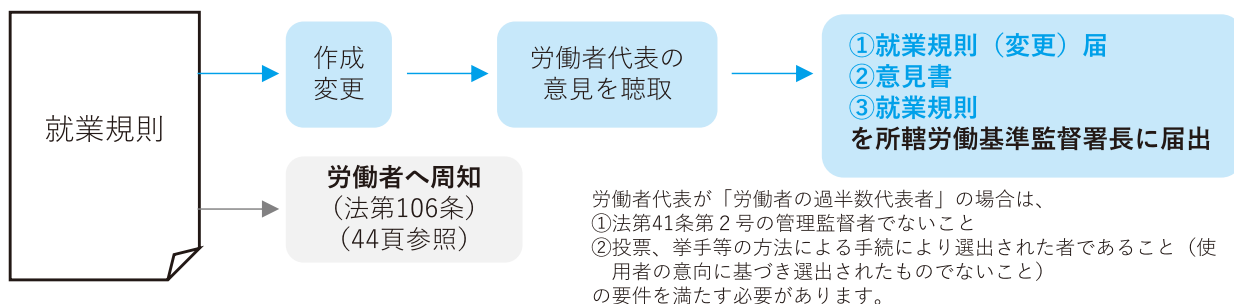 就業規則
作成
変更
労働者代表の
意見を聴取
①就業規則（変更）届
②意見書
③就業規則
を所轄労働基準監督署長に届出
労働者へ周知
（法第106条）
（44頁参照）
労働者代表が「労働者の過半数代表者」の場合は、
①法第41条第２号の管理監督者でないこと
②投票、挙手等の方法による手続により選出された者であること（使
用者の意向に基づき選出されたものでないこと）
の要件を満たす必要があります。